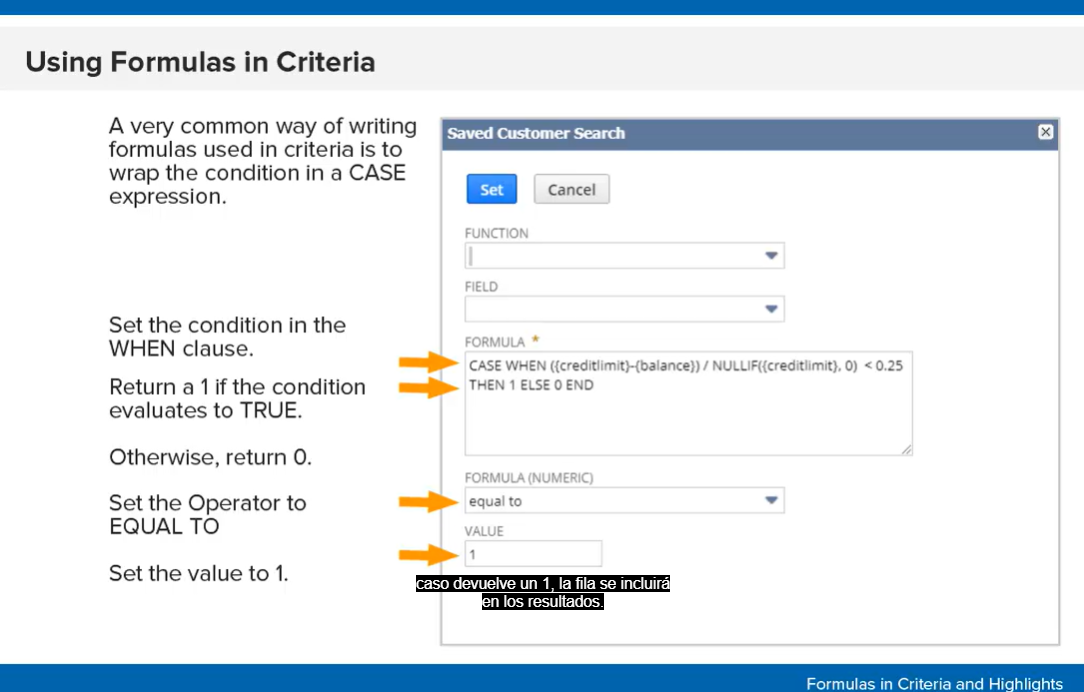 Using Formulas in Criteria
A very common way of writing
formulas used in criteria is to
wrap the condition in a CASE
expression.
Set the condition in the
WHEN clause.
Return a 1 if the condition
evaluates to TRUE.
Otherwise, return 0.
Set the Operator to
EQUAL TO
Set the value to 1.
Saved Customer Search
Set
Cancel
FUNCTION
FIELD
FORMULA *
CASE WHEN ({creditlimit}-{balance}) / NULLIF({creditlimit}, 0) < 0.25
THEN 1 ELSE 0 END
FORMULA (NUMERIC)
equal to
VALUE
1
caso devuelve un 1, la fila se incluirá
en los resultados.
Formulas in Criteria and Highlights